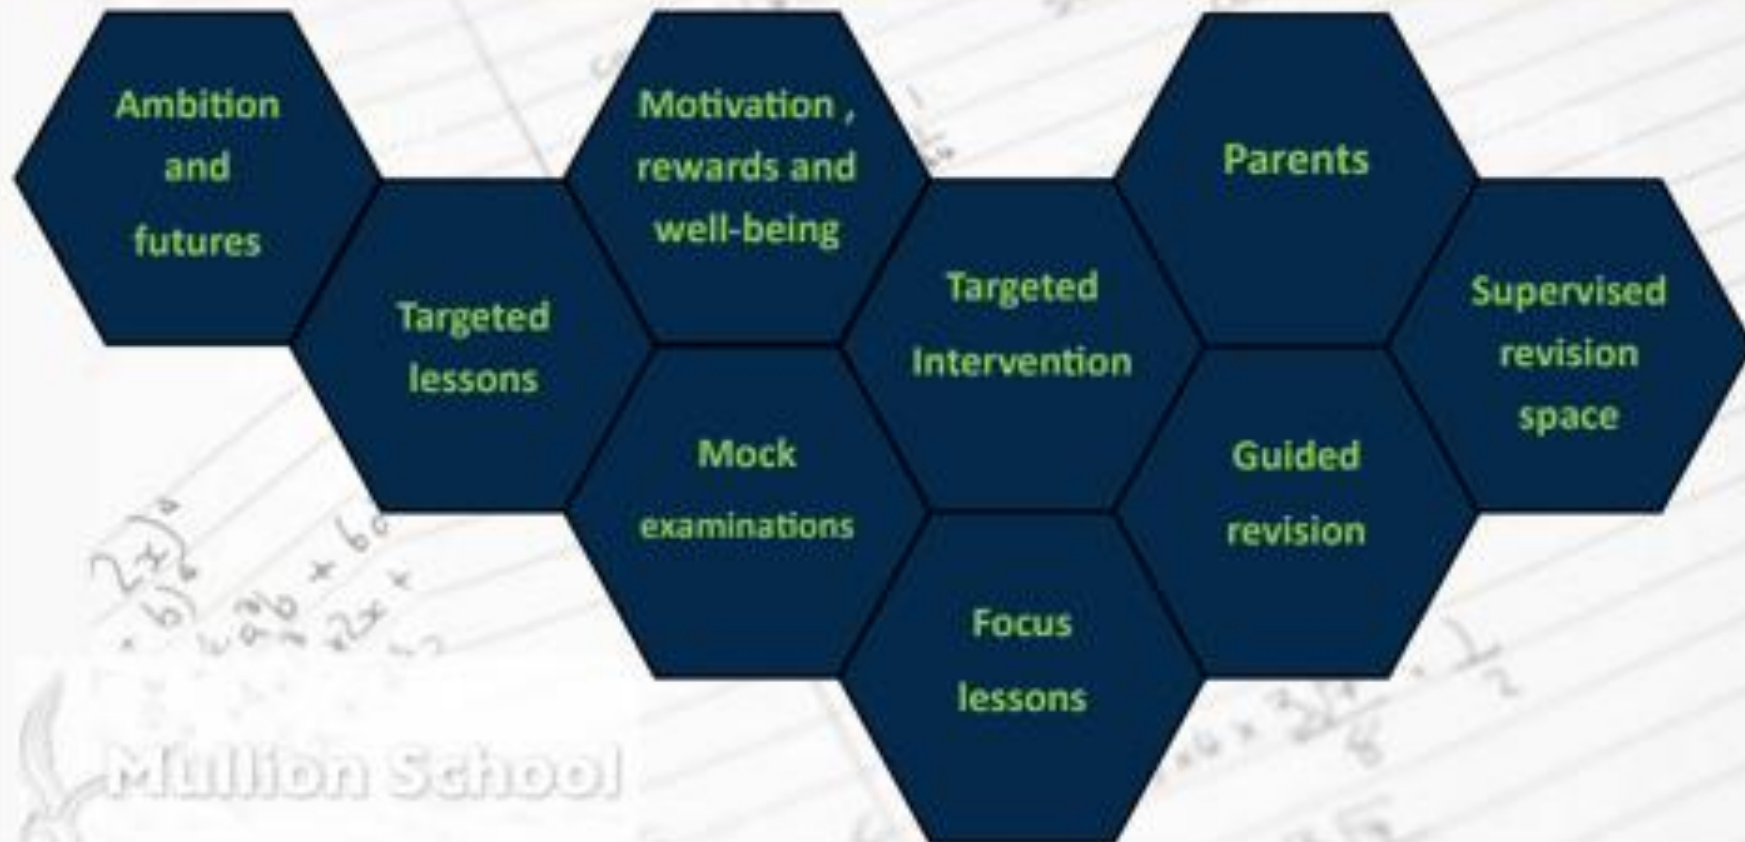 Ambition
and
futures
Motivation ,
rewards and
well-being
Parents
Targeted
lessons
Targeted
Intervention
Supervised
revision
space
Mock
examinations
Guided
revision
Focus
lessons
Mullion School